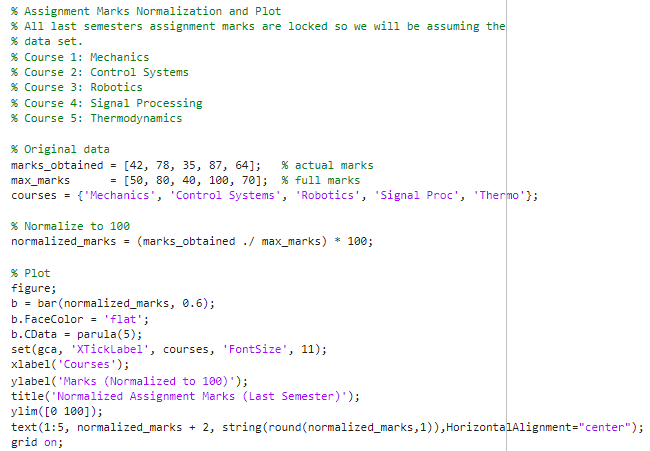 % Assignment Marks Normalization and Plot
% All last semesters assignment marks are locked so we will be assuming the
% data set.
% Course 1: Mechanics
% Course 2: Control Systems
% Course 3: Robotics
% Course 4: Signal Processing
% Course 5: Thermodynamics
% Original data
marks_obtained = [42, 78, 35, 87, 64];   % actual marks
max_marks      = [50, 80, 40, 100, 70];  % full marks
courses = {'Mechanics', 'Control Systems', 'Robotics', 'Signal Proc', 'Thermo'};
% Normalize to 100
normalized_marks = (marks_obtained ./ max_marks) * 100;
% Plot
figure;
b = bar(normalized_marks, 0.6);
b.FaceColor = 'flat';
b.CData = parula(5);
set(gca, 'XTickLabel', courses, 'FontSize', 11);
xlabel('Courses');
ylabel('Marks (Normalized to 100)');
title('Normalized Assignment Marks (Last Semester)');
ylim([0 100]);
text(1:5, normalized_marks + 2, string(round(normalized_marks,1)),HorizontalAlignment="center");
grid on;